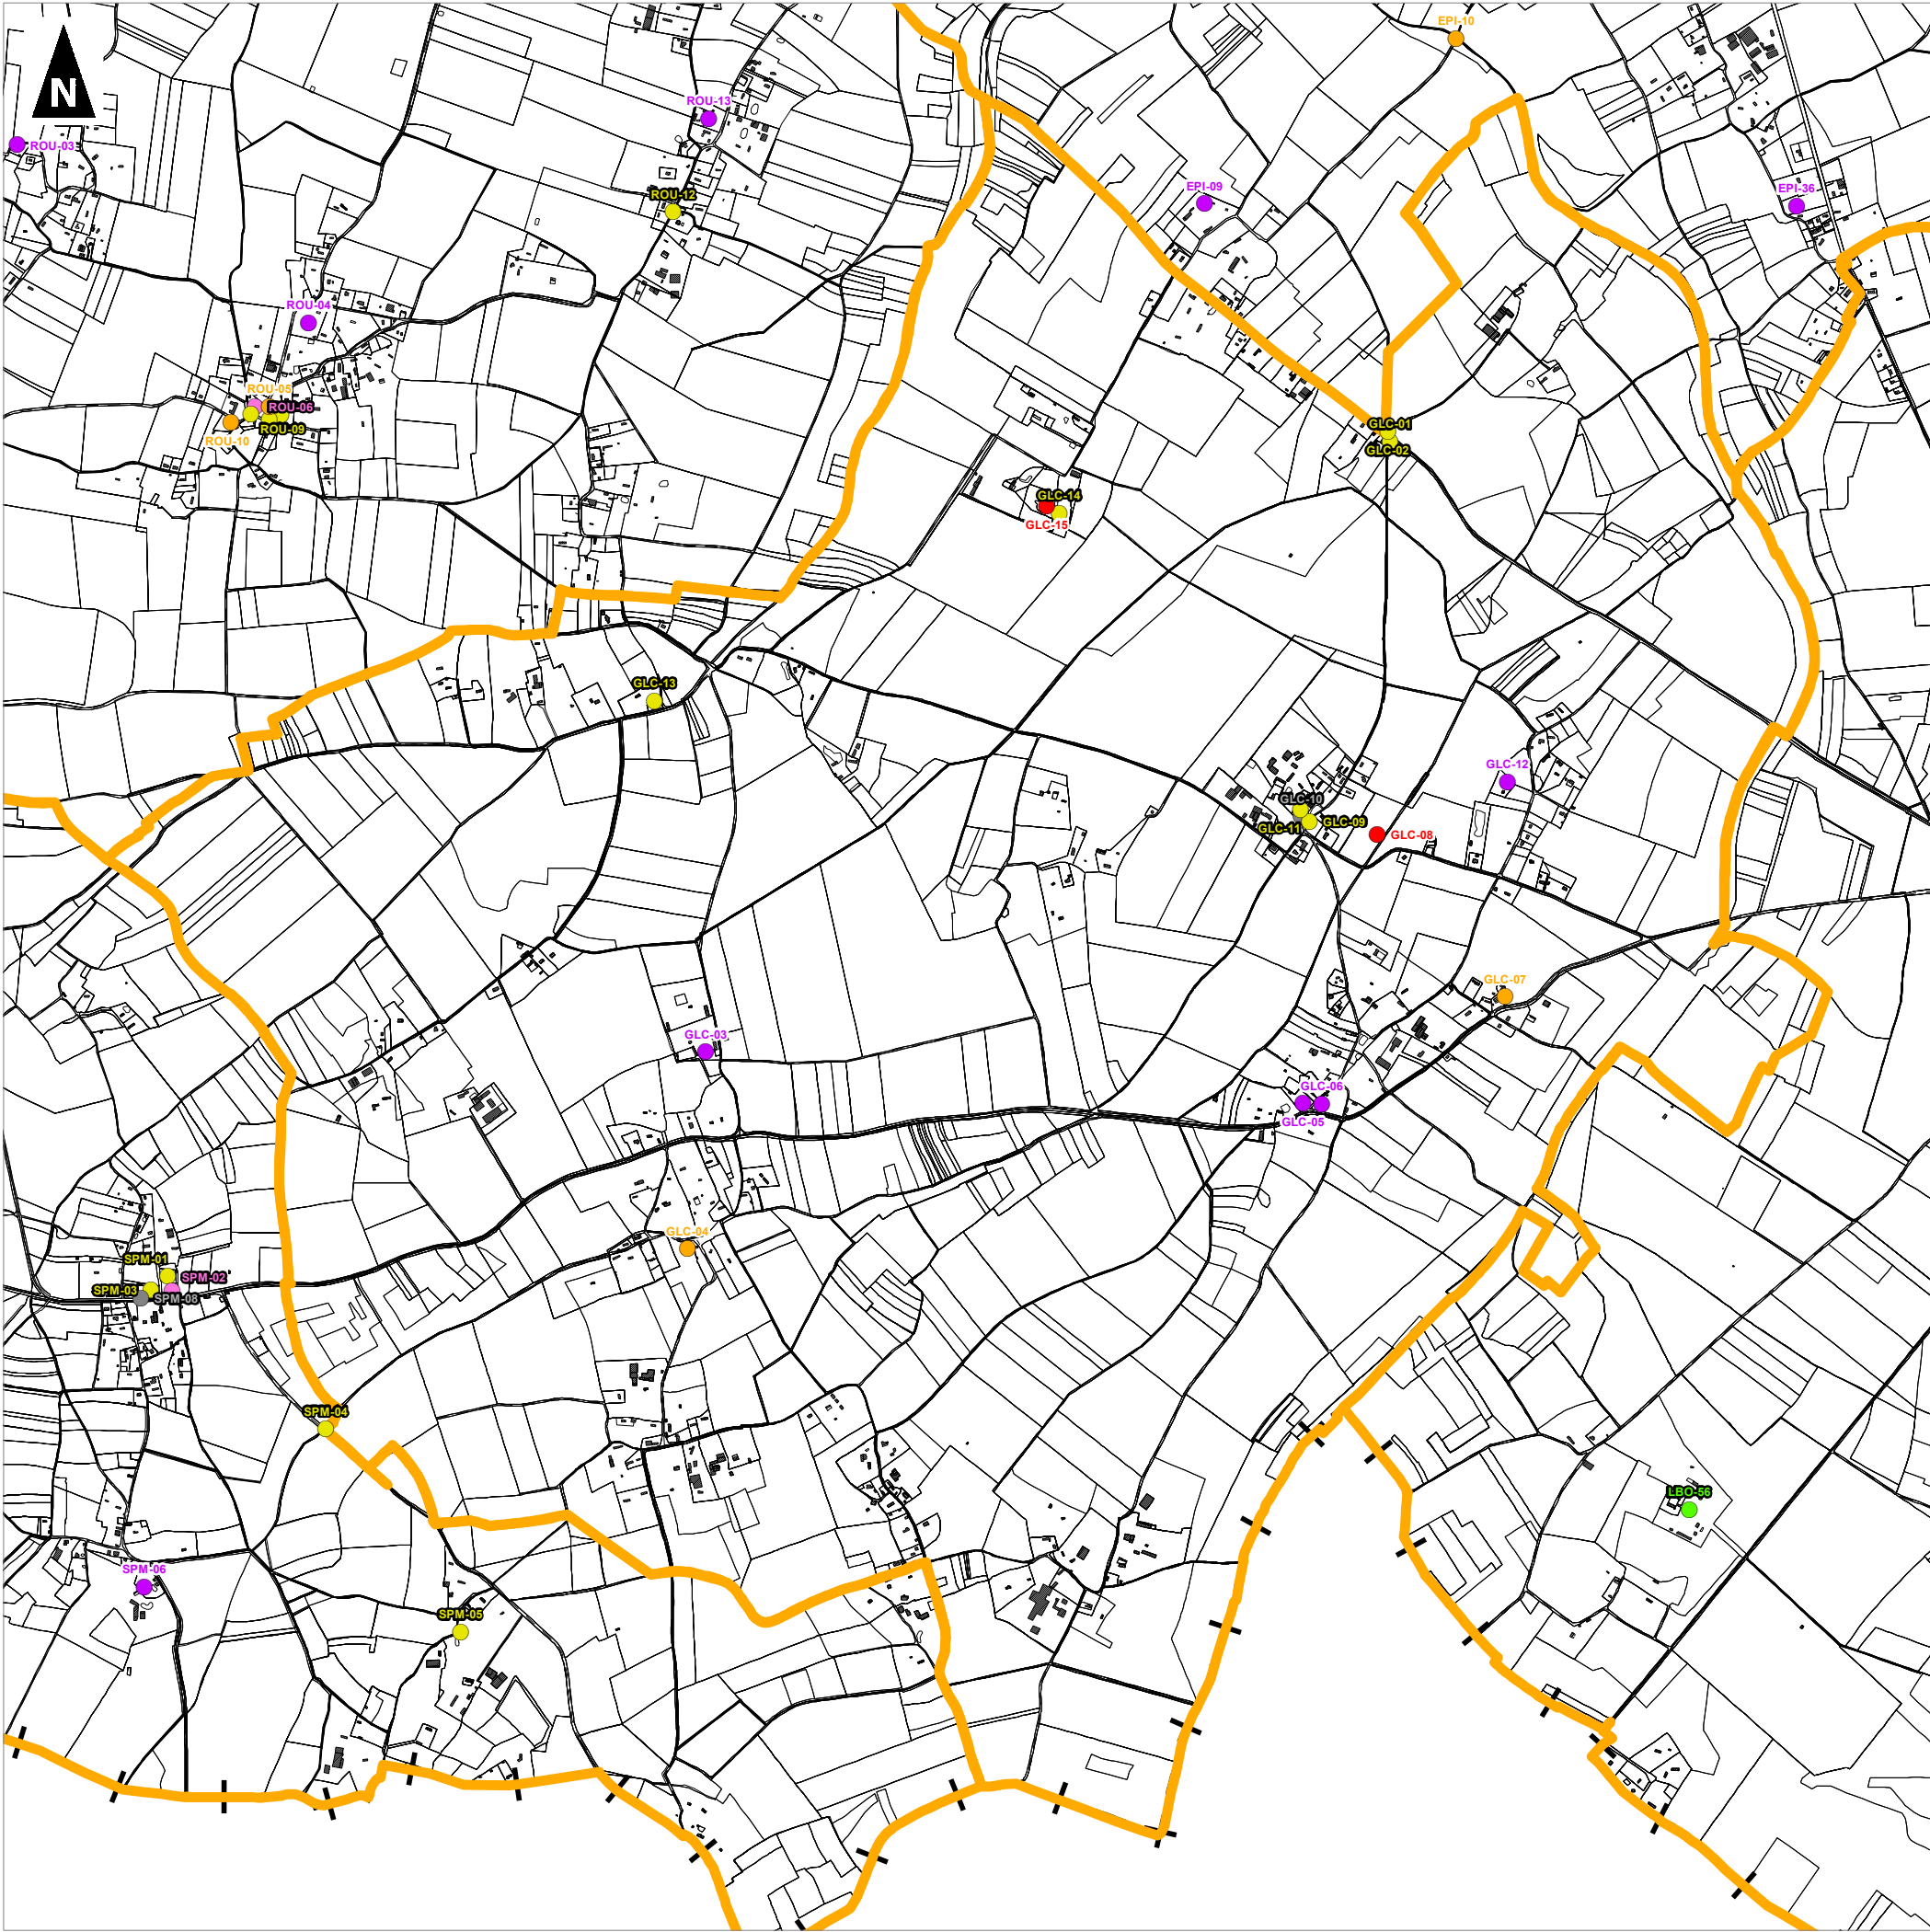 EPI-10
N
ROU-13
ROU-03
EPI-09
EPI-36
ROU-12
ROU-04
ROU-05
ROU-06
ROU-09
ROU-10
GLC-01
GLC-02
GLC-14
GLC-15
GLC-13
GLC-12
GLC-10
GLC-11
GLC-09
GLC-08
GLC-07
GLC-03
GLC-06
GLC-05
GLC-04
SPM-01
SPM-02
SPM-03
SPM-08
SPM-04
LBO-56
SPM-06
SPM-05